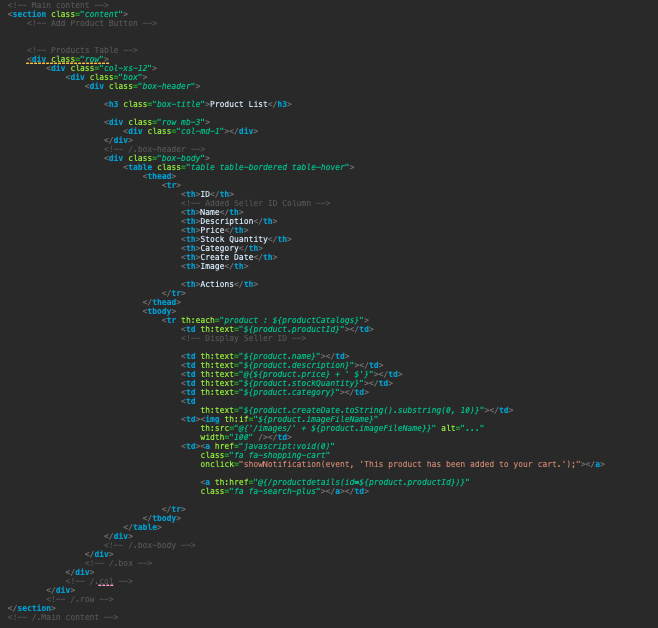 <!-- Main content -->
<section class="content">
<!-- Add Product Button -->
<!-- Products Table -->
<div class="row">
<div class="col-xs-12">
<div class="box">
<div class="box-header">
<h3 class="box-title">Product List</h3>
<div class="row mb-3">
<div class="col-md-1"></div>
</div>
<!-- /.box-header -->
<div class="box-body">
<table class="table table-bordered table-hover">
<thead>
<tr>
<th>ID</th>
<!-- Added Seller ID Column -->
<th>Name</th>
<th>Description</th>
<th>Price</th>
<th>Stock Quantity</th>
<th>Category</th>
<th>Create Date</th>
<th>Image</th>
<th>Actions</th>
</tr>
</thead>
<tbody>
<tr th:each="product : ${productCatalogs}">
<td th:text="${product.productId}"></td>
<!-- Display Seller ID -->
<td th:text="${product.name}"></td>
<td th:text="${product.description}"></td>
<td th:text="@{${product.price} + ' $'}"></td>
<td th:text="${product.stockQuantity}"></td>
<td th:text="${product.category}"></td>
<td
th:text="${product.createDate.toString().substring(0, 10)}"></td>
<td><img th:if="${product.imageFileName}"
th:src="@{'/images/' + ${product.imageFileName}}" alt="..."
width="100" /></td>
<td><a href="javascript:void(0)"
class="fa fa-shopping-cart"
onclick="showNotification(event, 'This product has been added to your cart.');"></a>
<a th:href="@{/productdetails(id=${product.productId})}"
class="fa fa-search-plus"></a></td>
</tr>
</tbody>
</table>
</div>
<!-- /.box-body -->
</div>
<!-- /.box -->
</div>
<!-- /.col -->
</div>
<!-- /.row -->
</section>
<!-- /.Main content -->